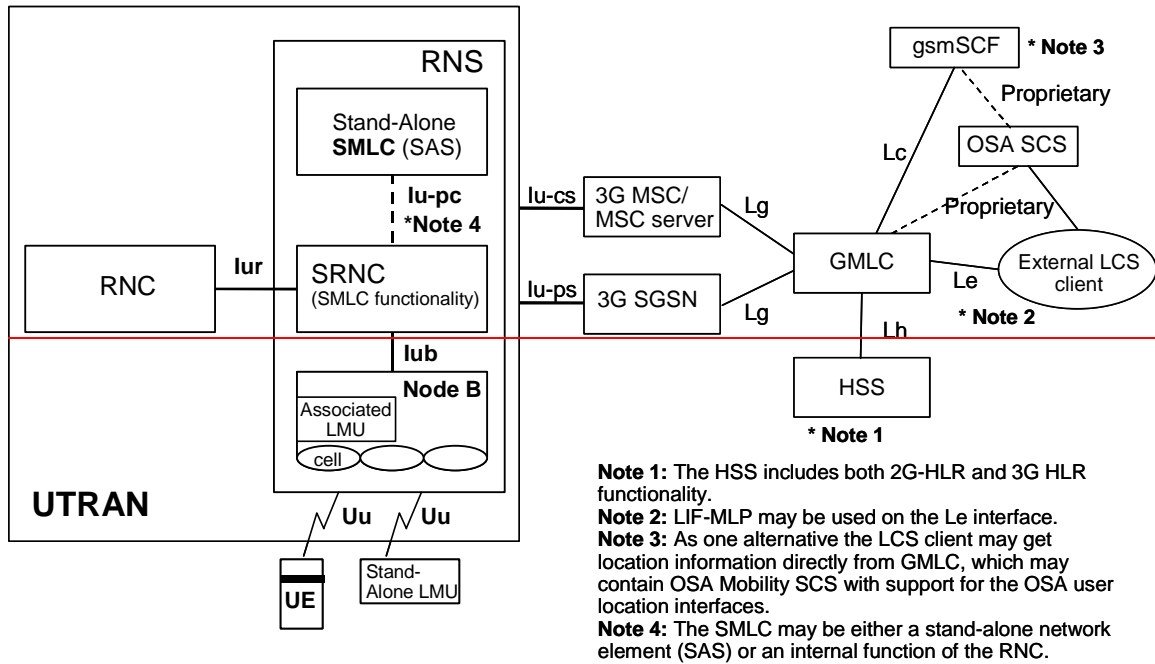 RNS
Stand-Alone
SMLC (SAS)
Iu-pc
*Note 4
RNC
Iur
SRNC
(SMLC functionality)
Iub
Node B
Associated
LMU
cell
UTRAN
Uu
Uu
UE
Stand-
Alone LMU
Iu-cs
3G MSC/
MSC server
Lg
Iu-ps
3G SGSN
Lg
gsmSCF
* Note 3
Proprietary
OSA SCS
Lc
Proprietary
GMLC
Le
External LCS
client
* Note 2
Lh
HSS
* Note 1
Note 1: The HSS includes both 2G-HLR and 3G HLR
functionality.
Note 2: LIF-MLP may be used on the Le interface.
Note 3: As one alternative the LCS client may get
location information directly from GMLC, which may
contain OSA Mobility SCS with support for the OSA user
location interfaces.
Note 4: The SMLC may be either a stand-alone network
element (SAS) or an internal function of the RNC.